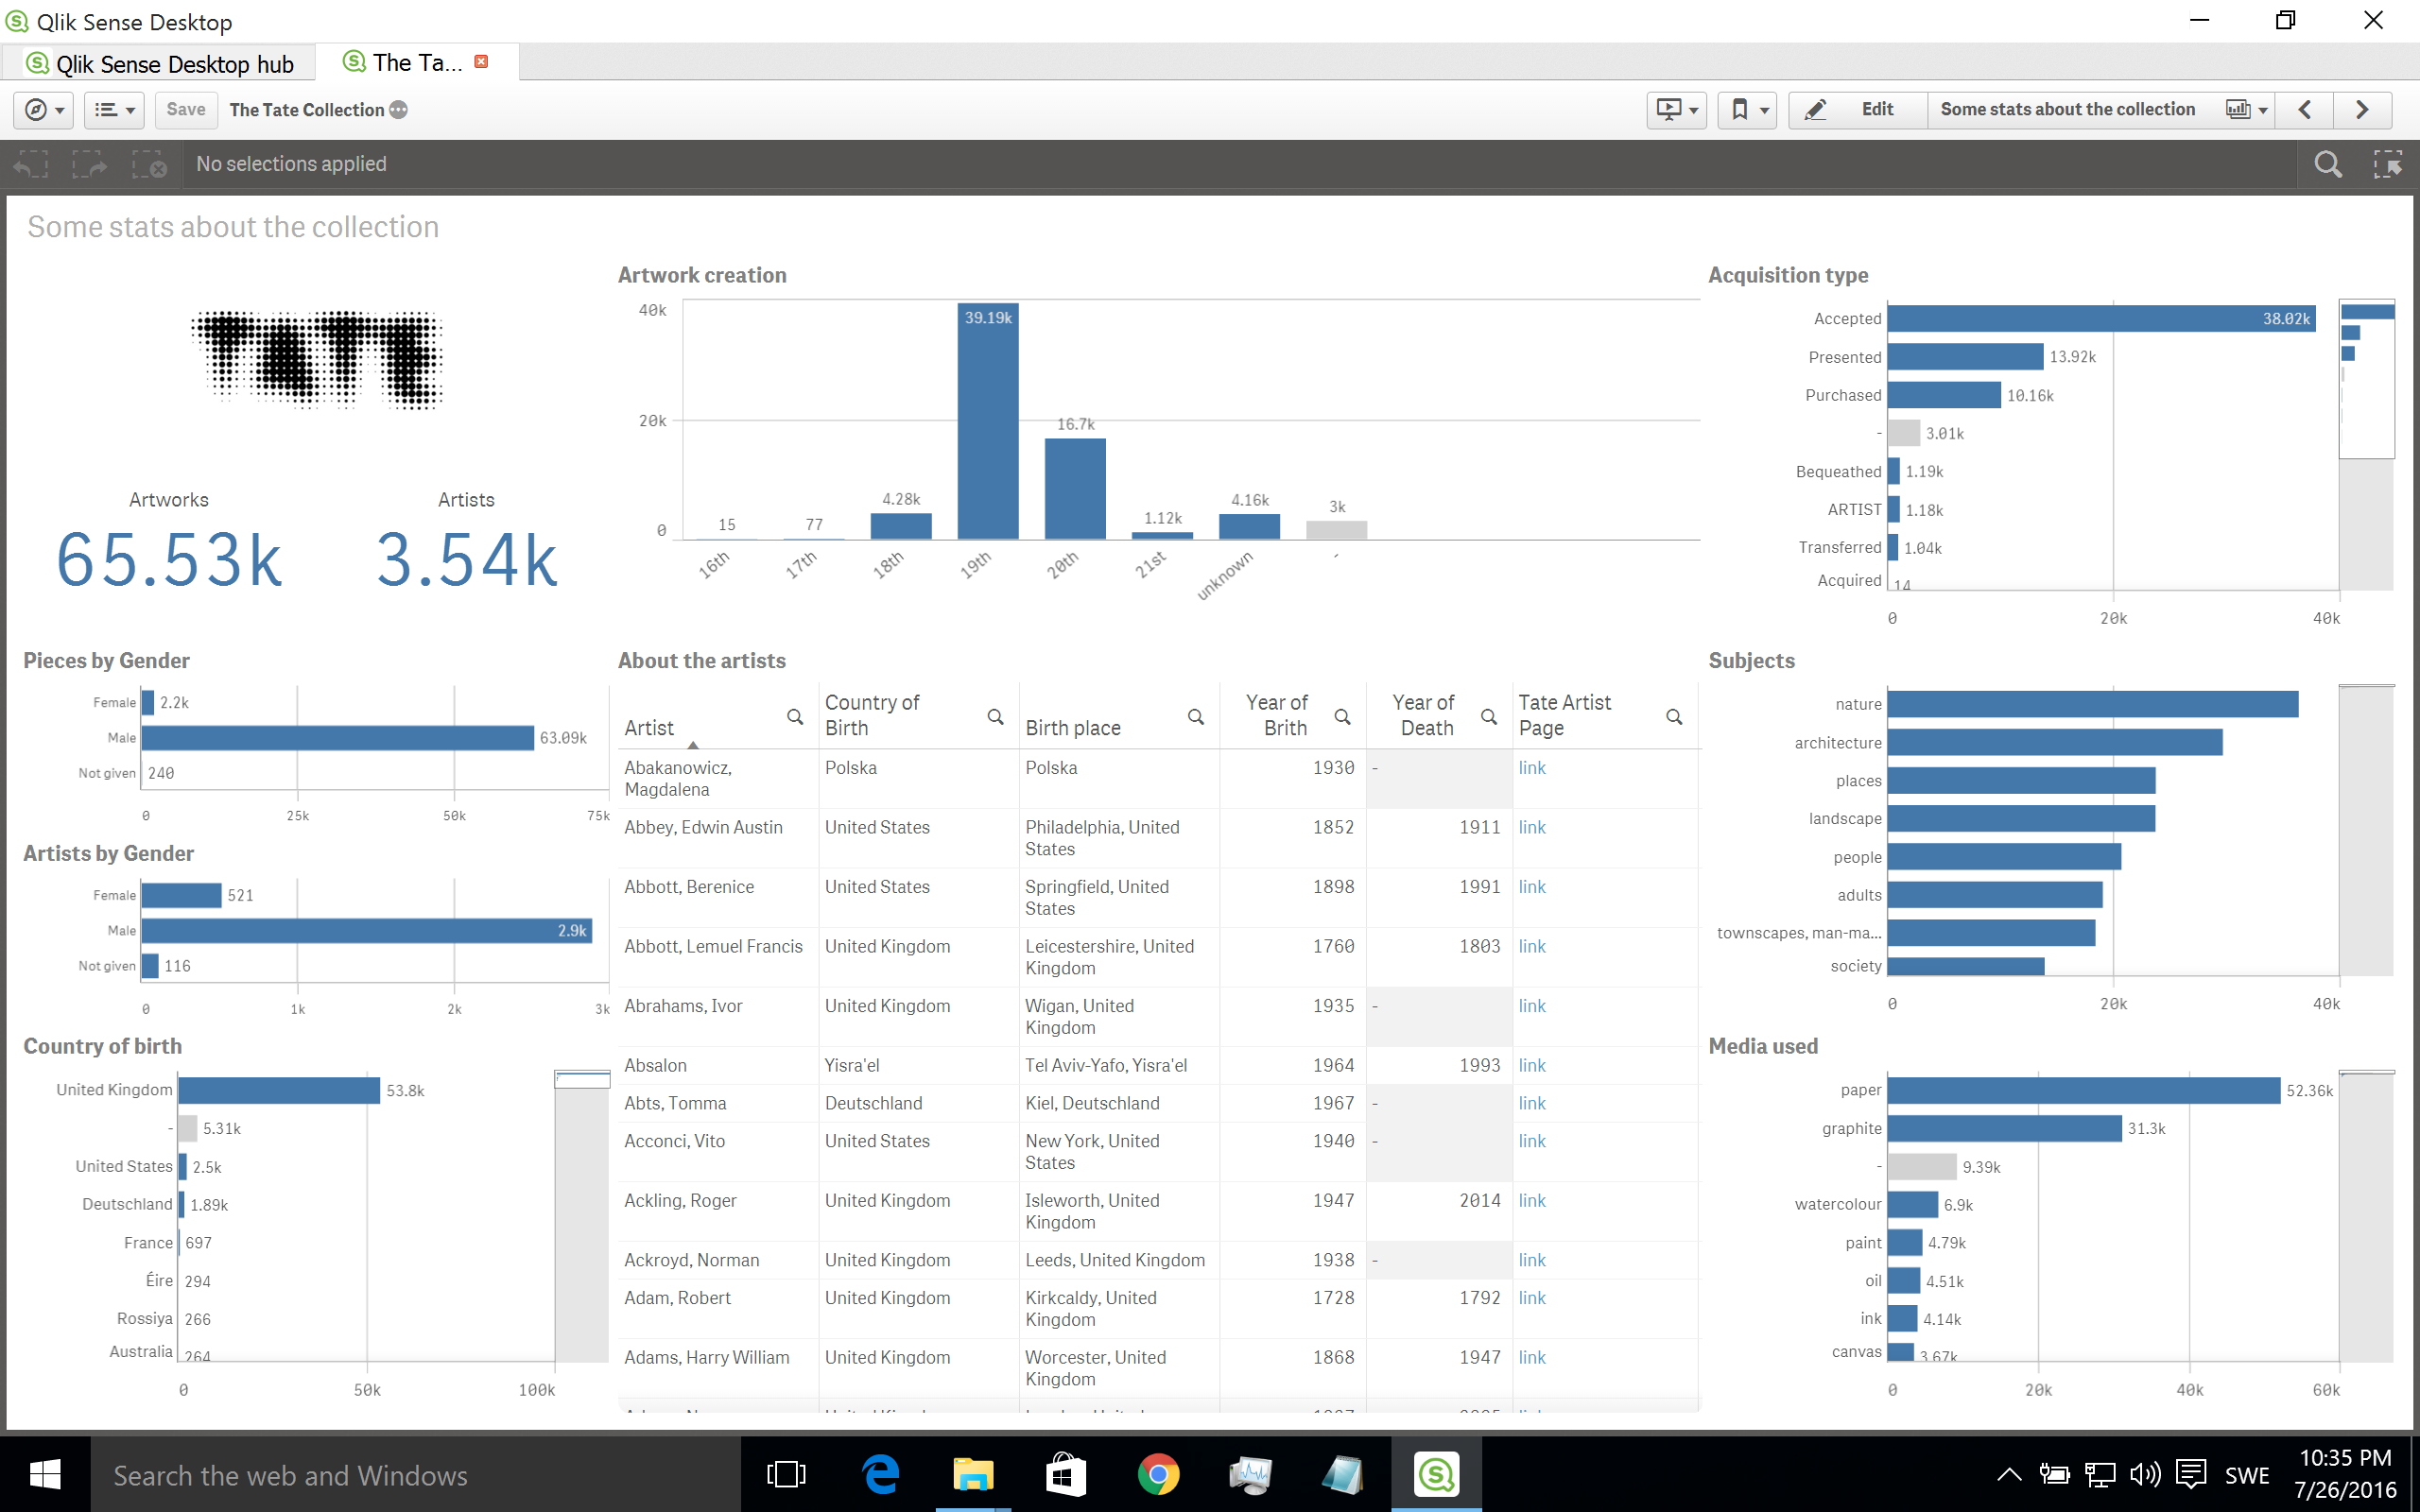 Qlik Sense Desktop
Qlik Sense Desktop hub
The Ta...
Save
The Tate Collection
Edit
Some stats about the collection
No selections applied
Some stats about the collection
TATE
Artworks
65.53k
Artists
3.54k
Artwork creation
40k
20k
0
15
77
4.28k
39.19k
16.7k
1.12k
4.16k
3k
16th
17th
18th
19th
20th
21st
unknown
-
Acquisition type
Accepted 38.02k
Presented 13.92k
Purchased 10.16k
- 3.01k
Bequeathed 1.19k
ARTIST 1.18k
Transferred 1.04k
Acquired 14
0 20k 40k
Pieces by Gender
Female 2.2k
Male 63.09k
Not given 240
0 25k 50k 75k
Artists by Gender
Female 521
Male 2.9k
Not given 116
0 1k 2k 3k
Country of birth
United Kingdom 53.8k
- 5.31k
United States 2.5k
Deutschland 1.89k
France 697
Éire 294
Rossiya 266
Australia 264
0 50k 100k
About the artists
Artist Country of Birth Birth place Year of Brith Year of Death Tate Artist Page
Abakanowicz, Magdalena Polska Polska 1930 - link
Abbey, Edwin Austin United States Philadelphia, United States 1852 1911 link
Abbott, Berenice United States Springfield, United States 1898 1991 link
Abbott, Lemuel Francis United Kingdom Leicestershire, United Kingdom 1760 1803 link
Abrahams, Ivor United Kingdom Wigan, United Kingdom 1935 - link
Absalon Yisra'el Tel Aviv-Yafo, Yisra'el 1964 1993 link
Abts, Tomma Deutschland Kiel, Deutschland 1967 - link
Acconci, Vito United States New York, United States 1940 - link
Ackling, Roger United Kingdom Isleworth, United Kingdom 1947 2014 link
Ackroyd, Norman United Kingdom Leeds, United Kingdom 1938 - link
Adam, Robert United Kingdom Kirkcaldy, United Kingdom 1728 1792 link
Adams, Harry William United Kingdom Worcester, United Kingdom 1868 1947 link
Subjects
nature
architecture
places
landscape
people
adults
townscapes, man-ma...
society
0 20k 40k
Media used
paper 52.36k
graphite 31.3k
- 9.39k
watercolour 6.9k
paint 4.79k
oil 4.51k
ink 4.14k
canvas 3.67k
0 20k 40k 60k
Search the web and Windows
SWE
10:35 PM
7/26/2016